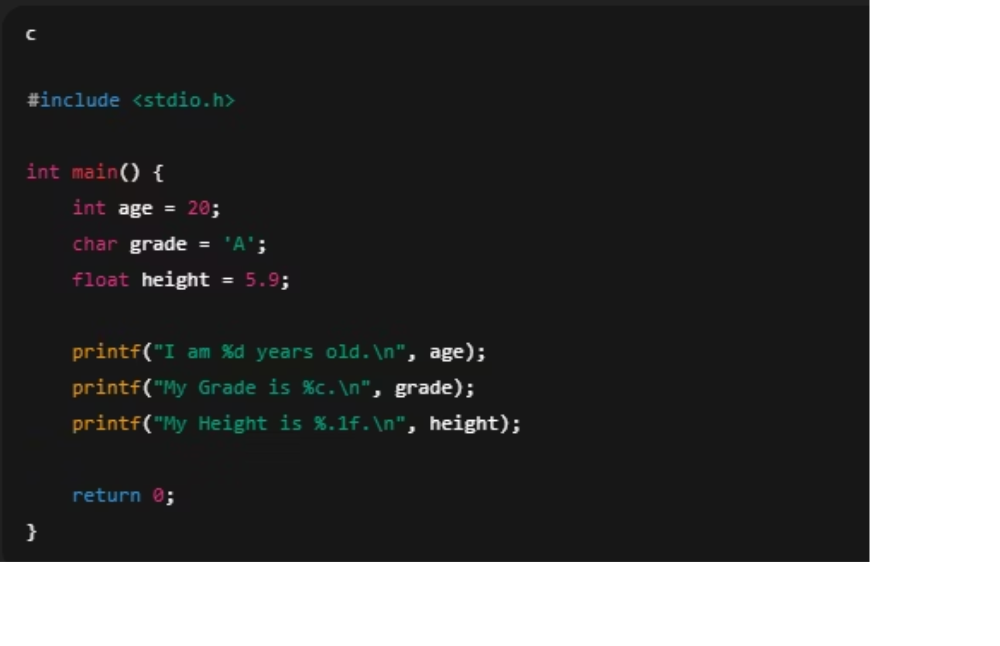 c
#include <stdio.h>
int main() {
    int age = 20;
    char grade = 'A';
    float height = 5.9;
    printf("I am %d years old.\n", age);
    printf("My Grade is %c.\n", grade);
    printf("My Height is %.1f.\n", height);
    return 0;
}